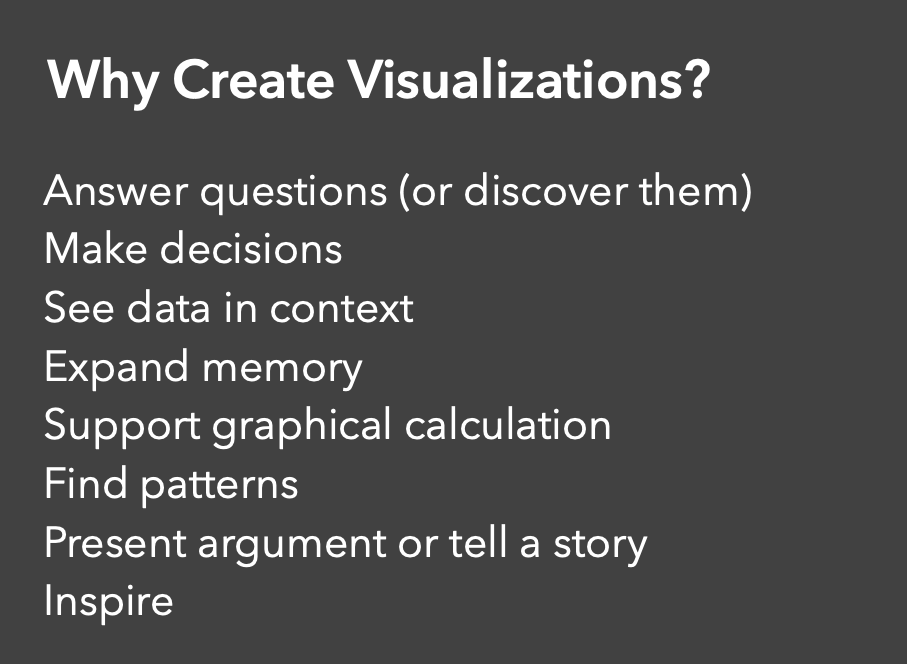 Why Create Visualizations?
Answer questions (or discover them)
Make decisions
See data in context
Expand memory
Support graphical calculation
Find patterns
Present argument or tell a story
Inspire